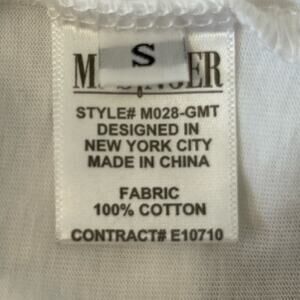 S
STYLE# M028-GMT
DESIGNED IN
NEW YORK CITY
MADE IN CHINA
FABRIC
100% COTTON
CONTRACT# E10710